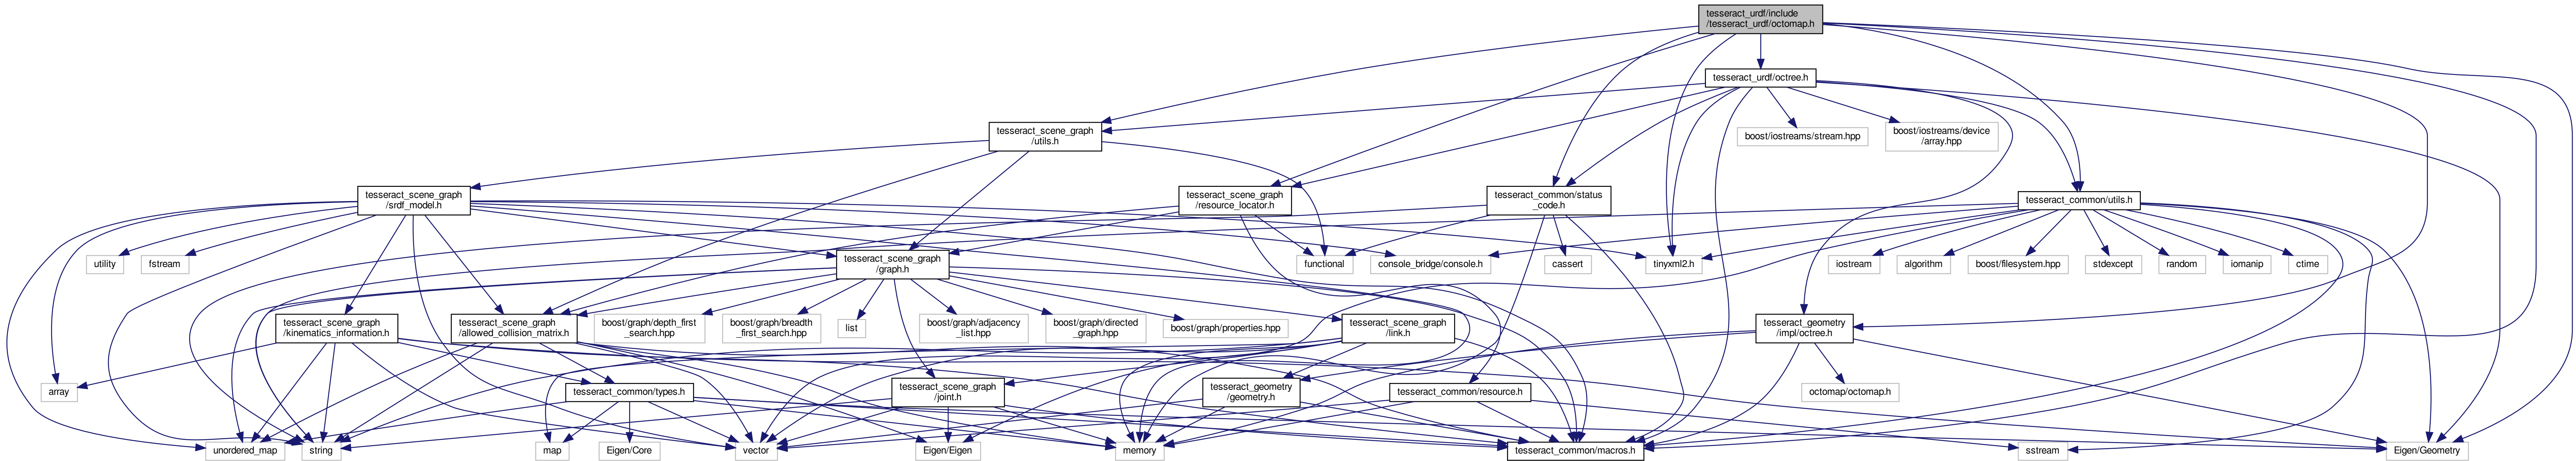 tesseract_urdf/include
/tesseract_urdf/octomap.h
tesseract_urdf/octree.h
tesseract_scene_graph
/utils.h
boost/iostreams/stream.hpp
boost/iostreams/device
/array.hpp
tesseract_scene_graph
/srdf_model.h
tesseract_scene_graph
/resource_locator.h
tesseract_common/status
_code.h
tesseract_common/utils.h
utility
fstream
tesseract_scene_graph
/graph.h
functional
console_bridge/console.h
cassert
tinyxml2.h
iostream
algorithm
boost/filesystem.hpp
stdexcept
random
iomanip
ctime
tesseract_scene_graph
/kinematics_information.h
tesseract_scene_graph
/allowed_collision_matrix.h
boost/graph/depth_first
_search.hpp
boost/graph/breadth
_first_search.hpp
list
boost/graph/adjacency
_list.hpp
boost/graph/directed
_graph.hpp
boost/graph/properties.hpp
tesseract_scene_graph
/link.h
tesseract_geometry
/impl/octree.h
array
tesseract_common/types.h
tesseract_scene_graph
/joint.h
tesseract_geometry
/geometry.h
tesseract_common/resource.h
octomap/octomap.h
unordered_map
string
map
Eigen/Core
vector
Eigen/Eigen
memory
tesseract_common/macros.h
sstream
Eigen/Geometry